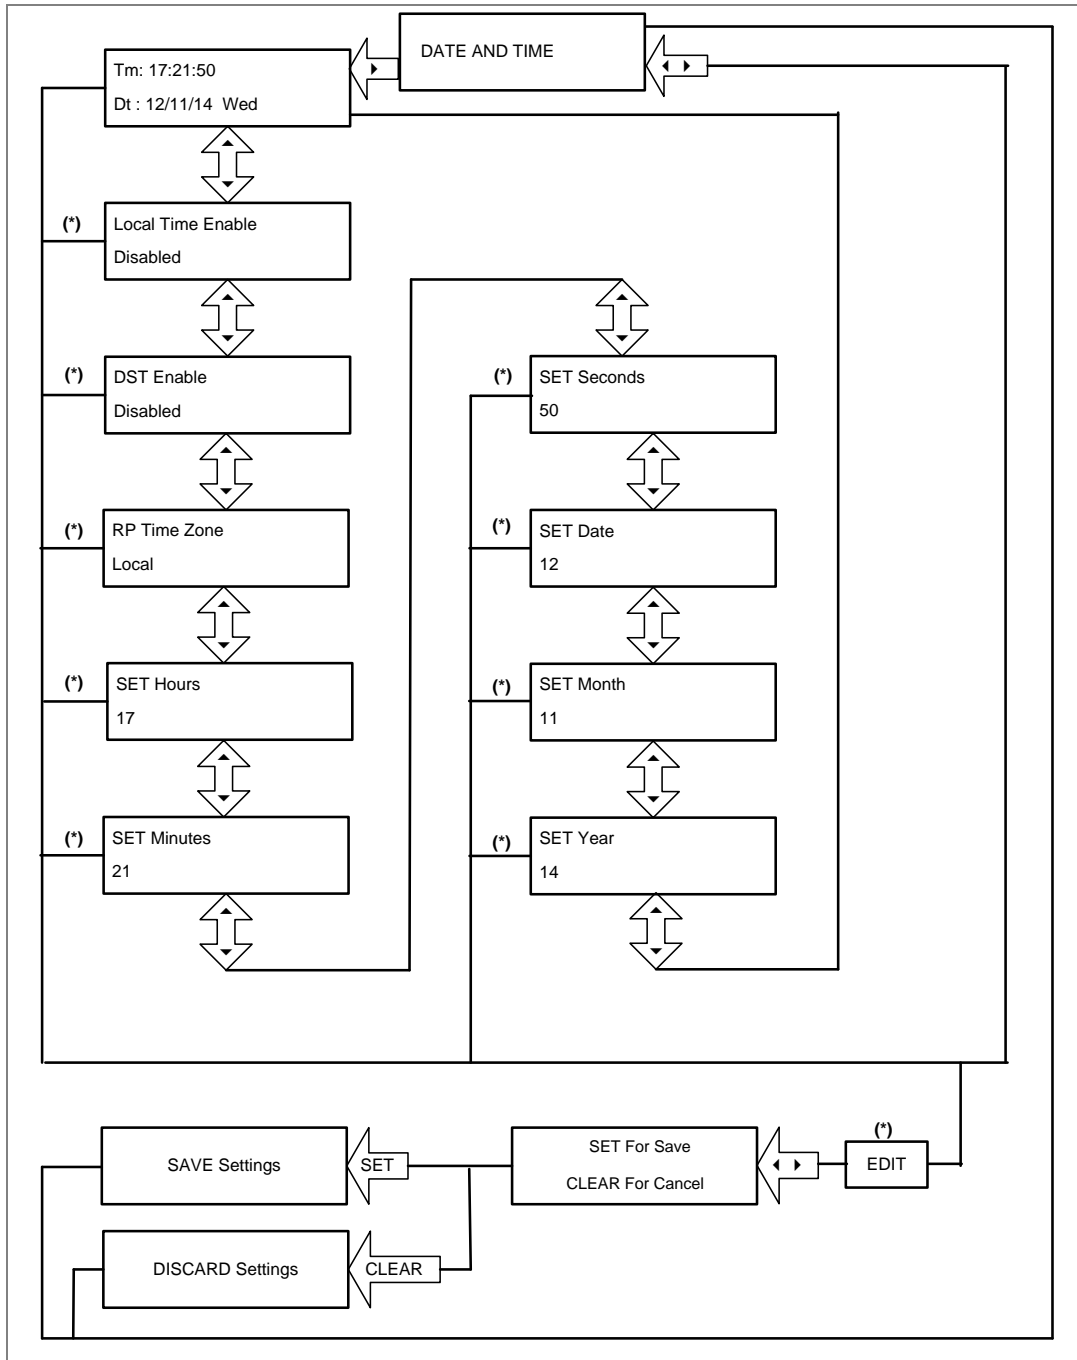 DATE AND TIME
Tm: 17:21:50
Dt : 12/11/14 Wed
(*)
Local Time Enable
Disabled
(*)
DST Enable
Disabled
(*)
RP Time Zone
Local
(*)
SET Hours
17
(*)
SET Minutes
21
(*)
SET Seconds
50
(*)
SET Date
12
(*)
SET Month
11
(*)
SET Year
14
(*)
EDIT
SET For Save
CLEAR For Cancel
SET
SAVE Settings
CLEAR
DISCARD Settings